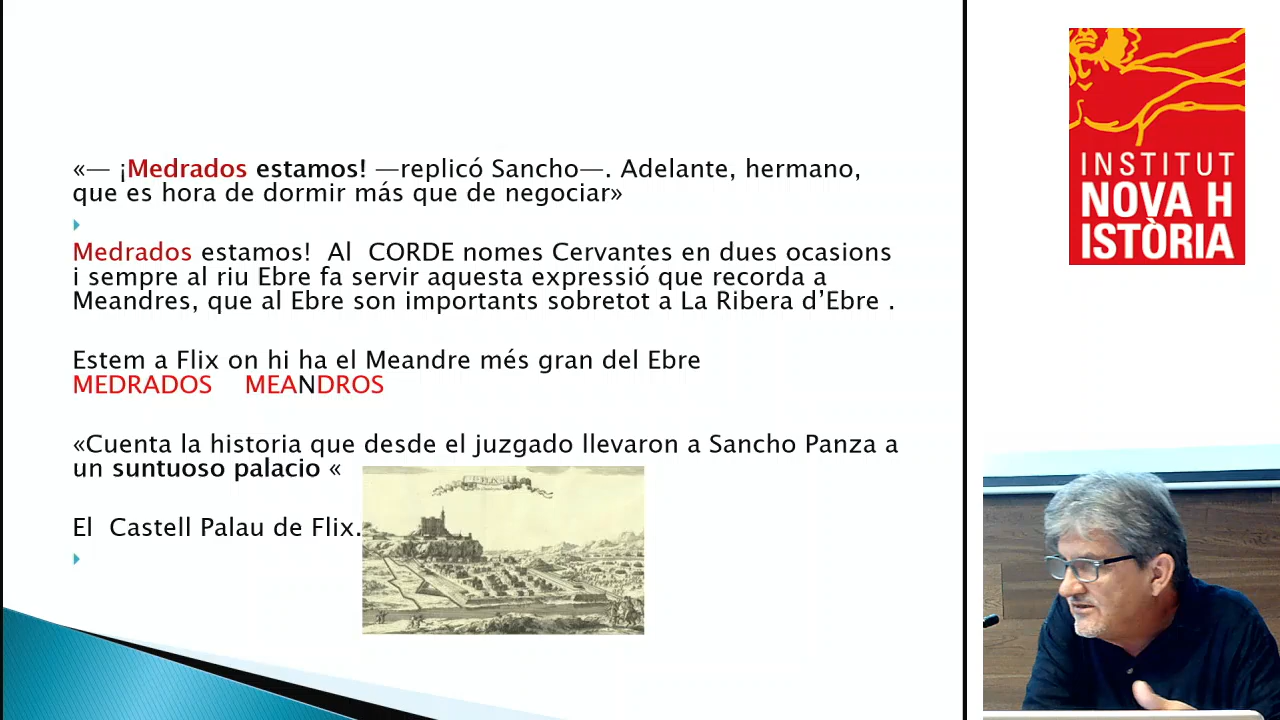 «— ¡Medrados estamos! —replicó Sancho—. Adelante, hermano,
que es hora de dormir más que de negociar»
Medrados estamos!  Al  CORDE nomes Cervantes en dues ocasions
i sempre al riu Ebre fa servir aquesta expressió que recorda a
Meandres, que al Ebre son importants sobretot a La Ribera d’Ebre .
Estem a Flix on hi ha el Meandre més gran del Ebre
MEDRADOS    MEANDROS
«Cuenta la historia que desde el juzgado llevaron a Sancho Panza a
un suntuoso palacio «
El  Castell Palau de Flix.
INSTITUT
NOVA H
ISTÒRIA